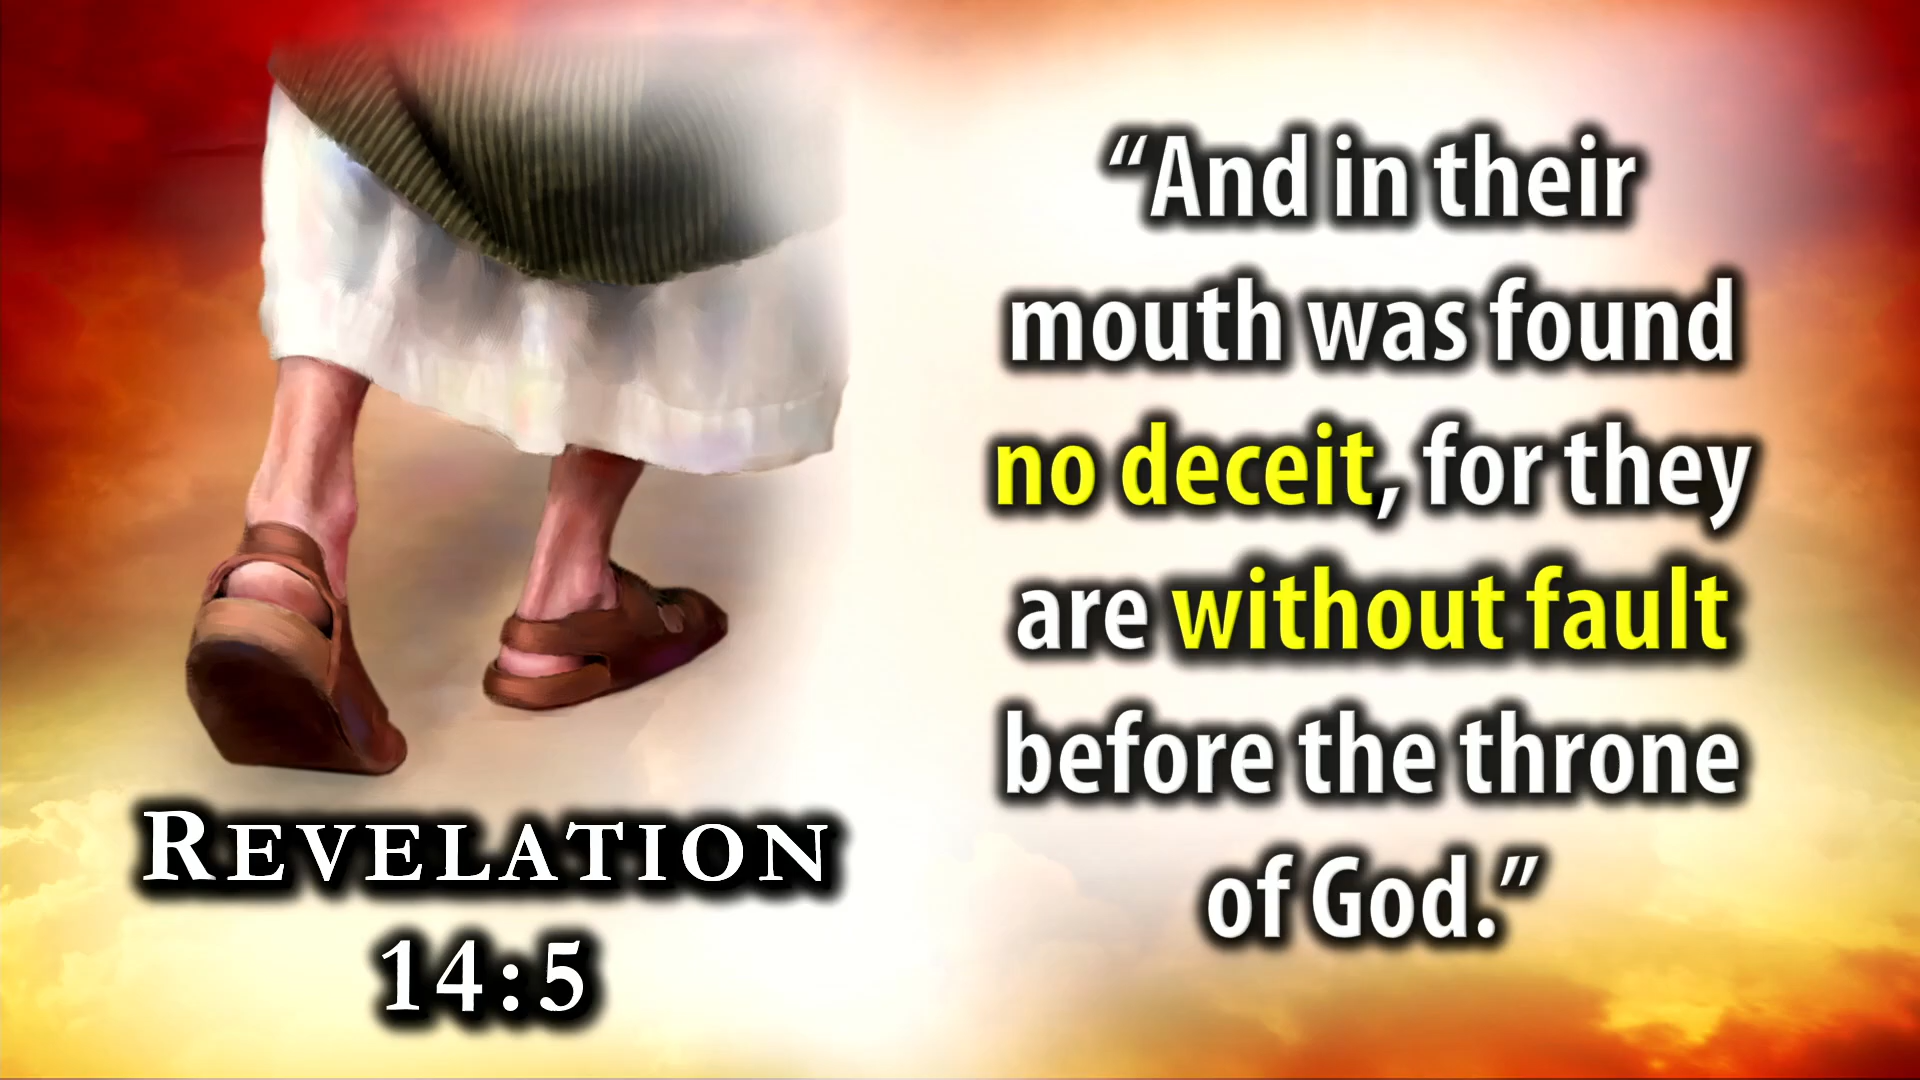 REVELATION
14:5
“And in their
mouth was found
no deceit, for they
are without fault
before the throne
of God.”